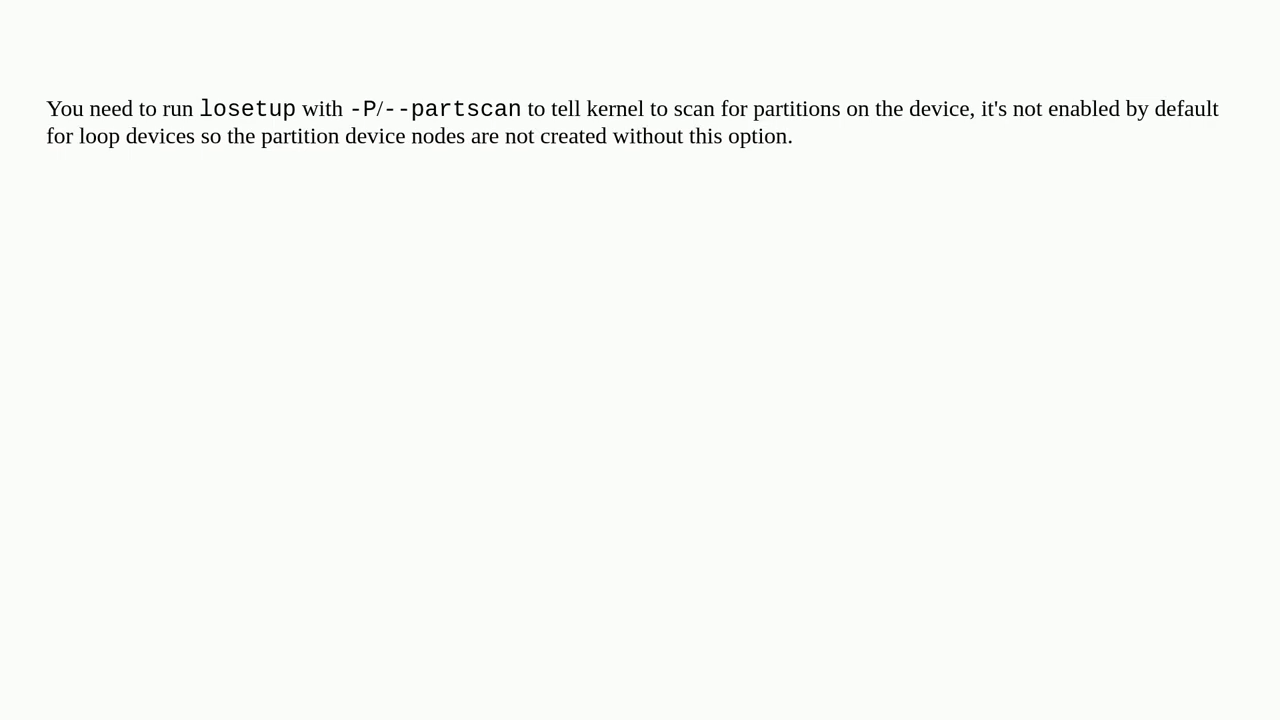 You need to run losetup with -P/--partscan to tell kernel to scan for partitions on the device, it's not enabled by default
for loop devices so the partition device nodes are not created without this option.